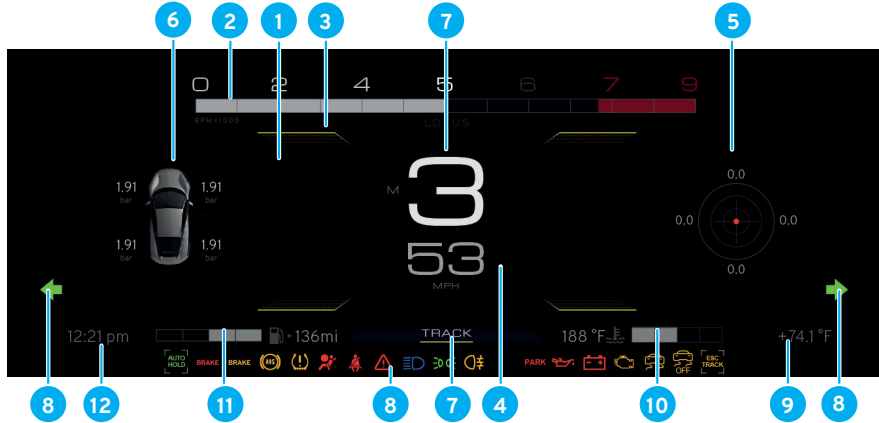 6 1 2 3 7 5
0 2 4 5 6 7 9
RPM×1000
LOTUS
1.91 bar 1.91 bar
M 3
0.0
0.0 0.0
0.0
1.91 bar 1.91 bar
53
MPH
12:21 pm 136mi TRACK 188 °F +74.1 °F
AUTO HOLD BRAKE BRAKE ABS PARK OFF ESC TRACK
8 12 11 8 7 4 10 9 8